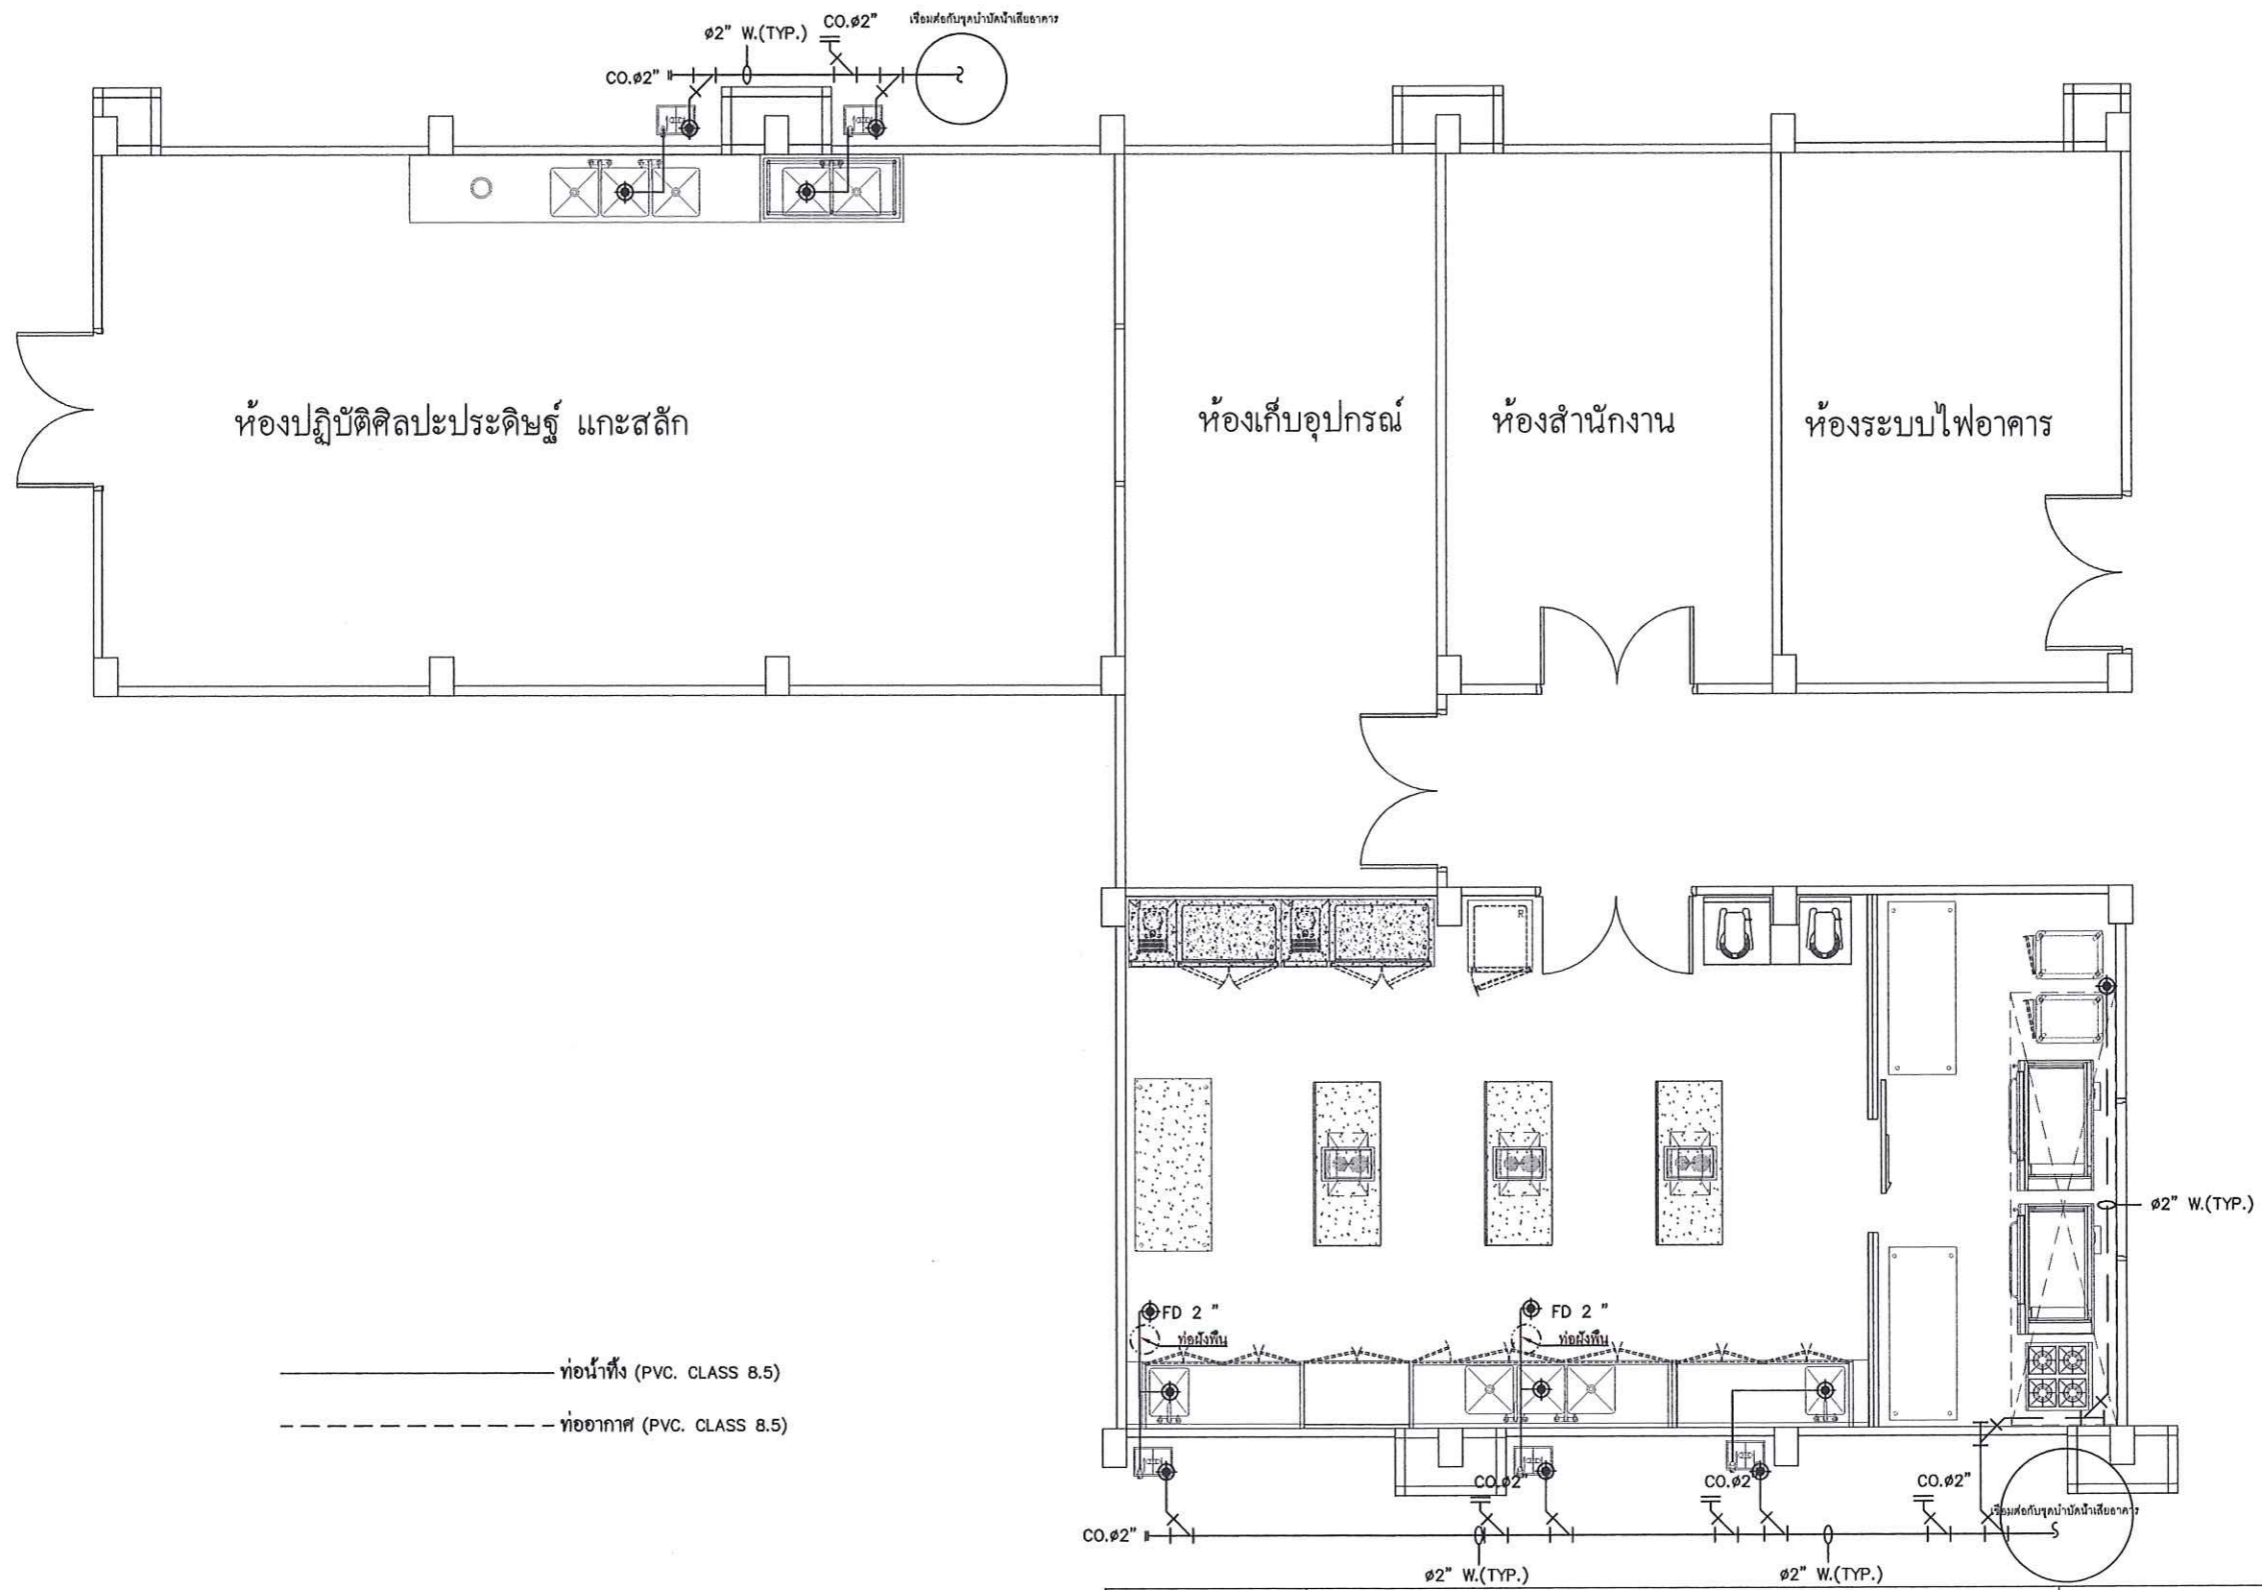 ø2" W.(TYP.)
CO.ø2"
เชื่อมต่อกับชุดบำบัดน้ำเสียอาคาร
CO.ø2"
ห้องปฏิบัติศิลปะประดิษฐ์ แกะสลัก
ห้องเก็บอุปกรณ์
ห้องสำนักงาน
ห้องระบบไฟอาคาร
R
ø2" W.(TYP.)
FD 2 "
ท่อฝังพื้น
FD 2 "
ท่อฝังพื้น
ท่อน้ำทิ้ง (PVC. CLASS 8.5)
ท่ออากาศ (PVC. CLASS 8.5)
CO.ø2"
CO.ø2"
CO.ø2
CO.ø2"
เชื่อมต่อกับชุดบำบัดน้ำเสียอาคาร
ø2" W.(TYP.)
ø2" W.(TYP.)